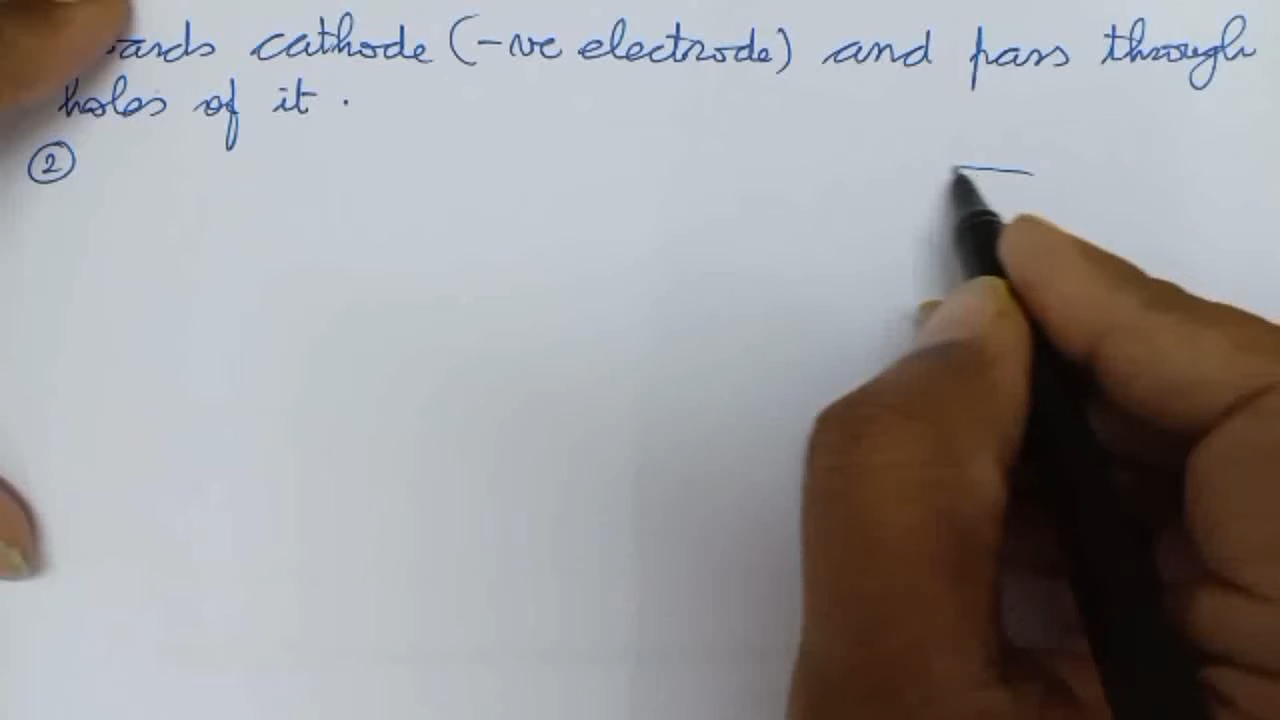 cathode (-ve electrode) and pass through
holes of it.
②